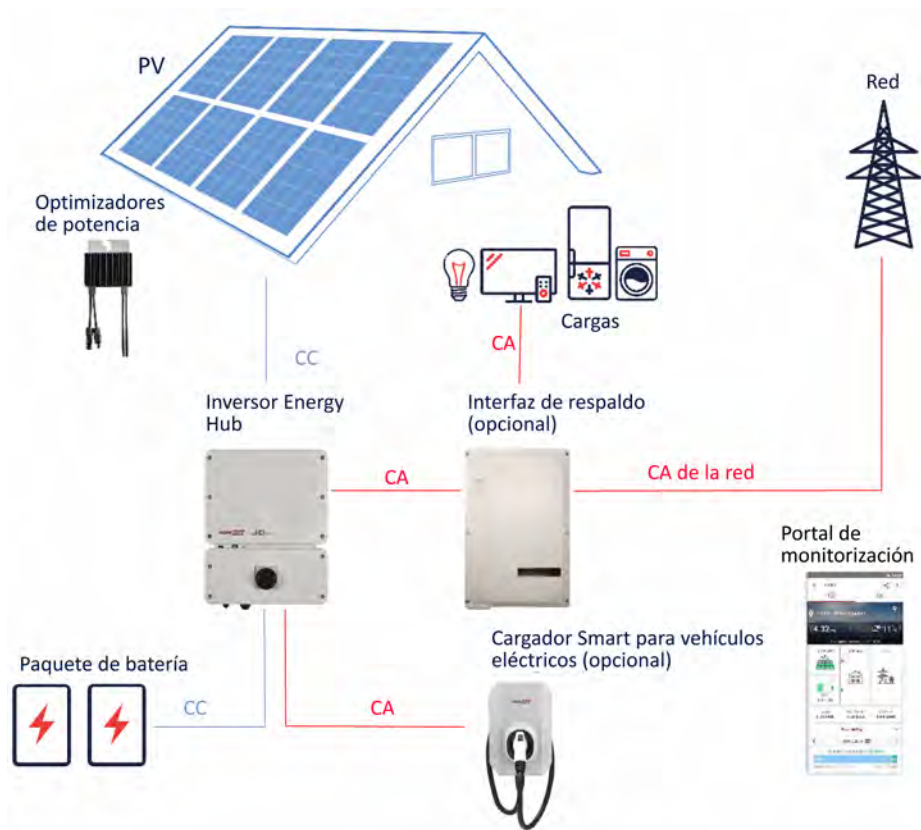 PV
Red
Optimizadores
de potencia
Cargas
CC
CA
Inversor Energy
Hub
Interfaz de respaldo
(opcional)
CA
CA de la red
Portal de
monitorización
Cargador Smart para vehículos
eléctricos (opcional)
Paquete de batería
CC
CA